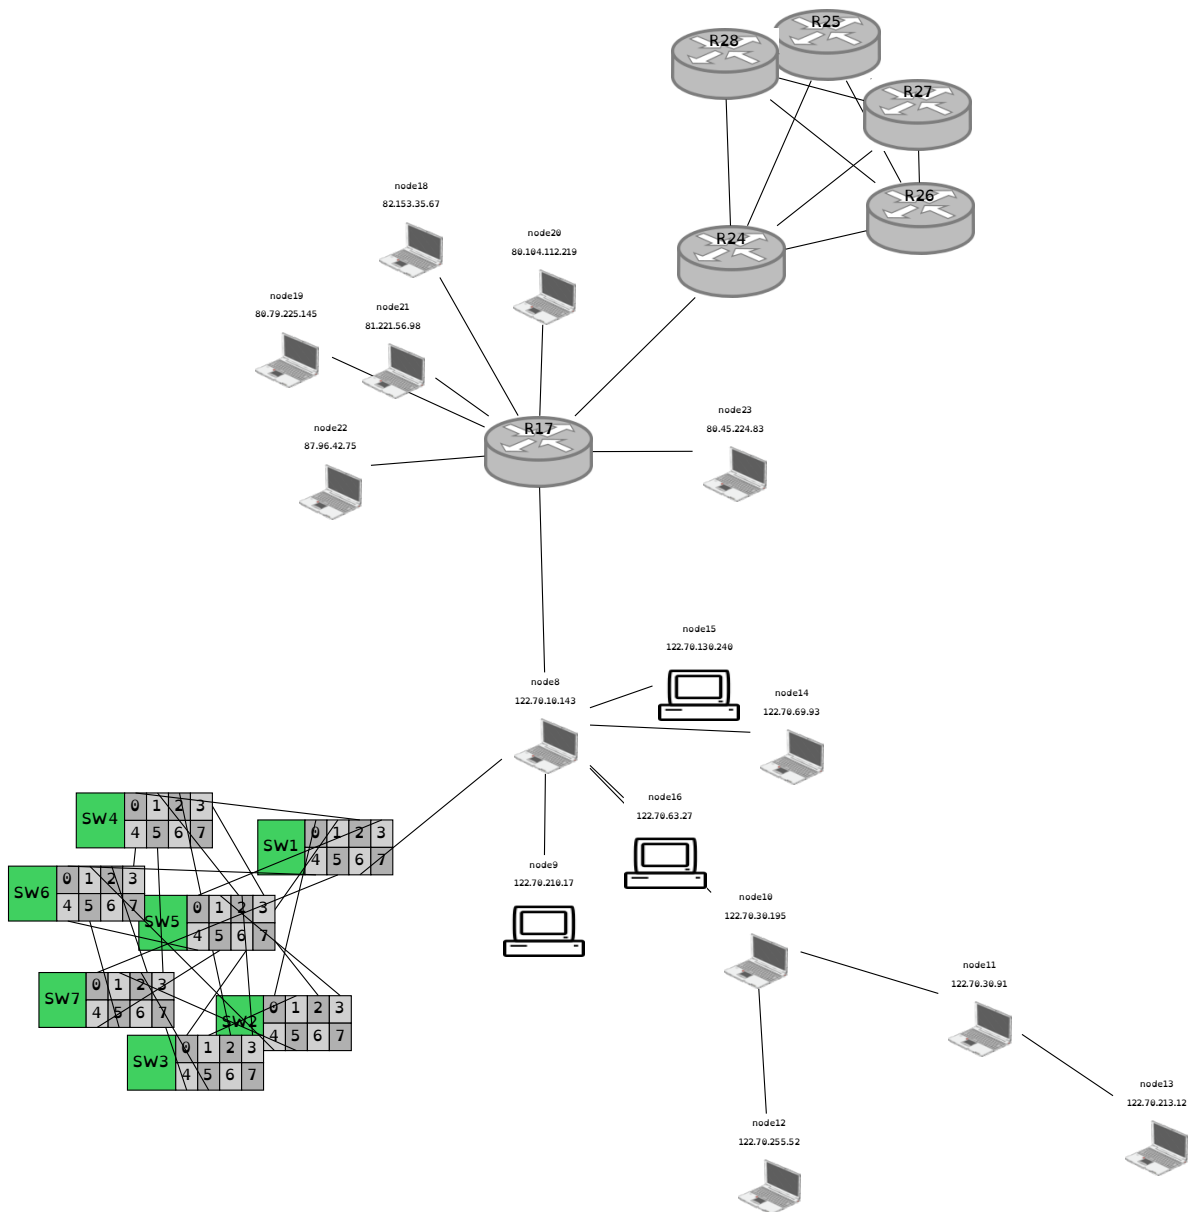 R25
R28
R27
node18
82.153.35.67
R26
node20
80.104.112.219
R24
node19
80.79.225.145
node21
81.221.56.98
node23
80.45.224.83
node22
87.96.42.75
R17
node15
122.70.130.240
node8
122.70.10.143
node14
122.70.69.93
node16
122.70.63.27
SW4
0 1 2 3
4 5 6 7
SW1
0 1 2 3
4 5 6 7
node9
122.70.210.17
SW6
0 1 2 3
4 5 6 7
SW5
0 1 2 3
4 5 6 7
node10
122.70.30.195
node11
122.70.30.91
SW7
0 1 2 3
4 5 6 7
SW2
0 1 2 3
4 5 6 7
SW3
0 1 2 3
4 5 6 7
node13
122.70.213.12
node12
122.70.255.52